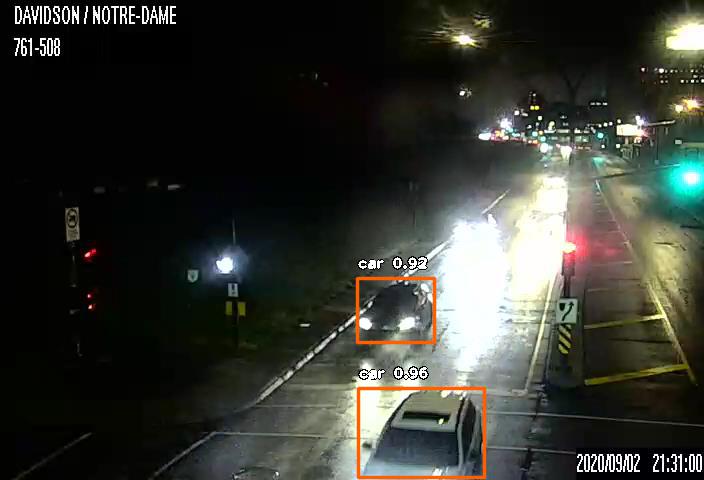 DAVIDSON / NOTRE-DAME
761-508
car 0.92
car 0.96
2020/09/02 21:31:00